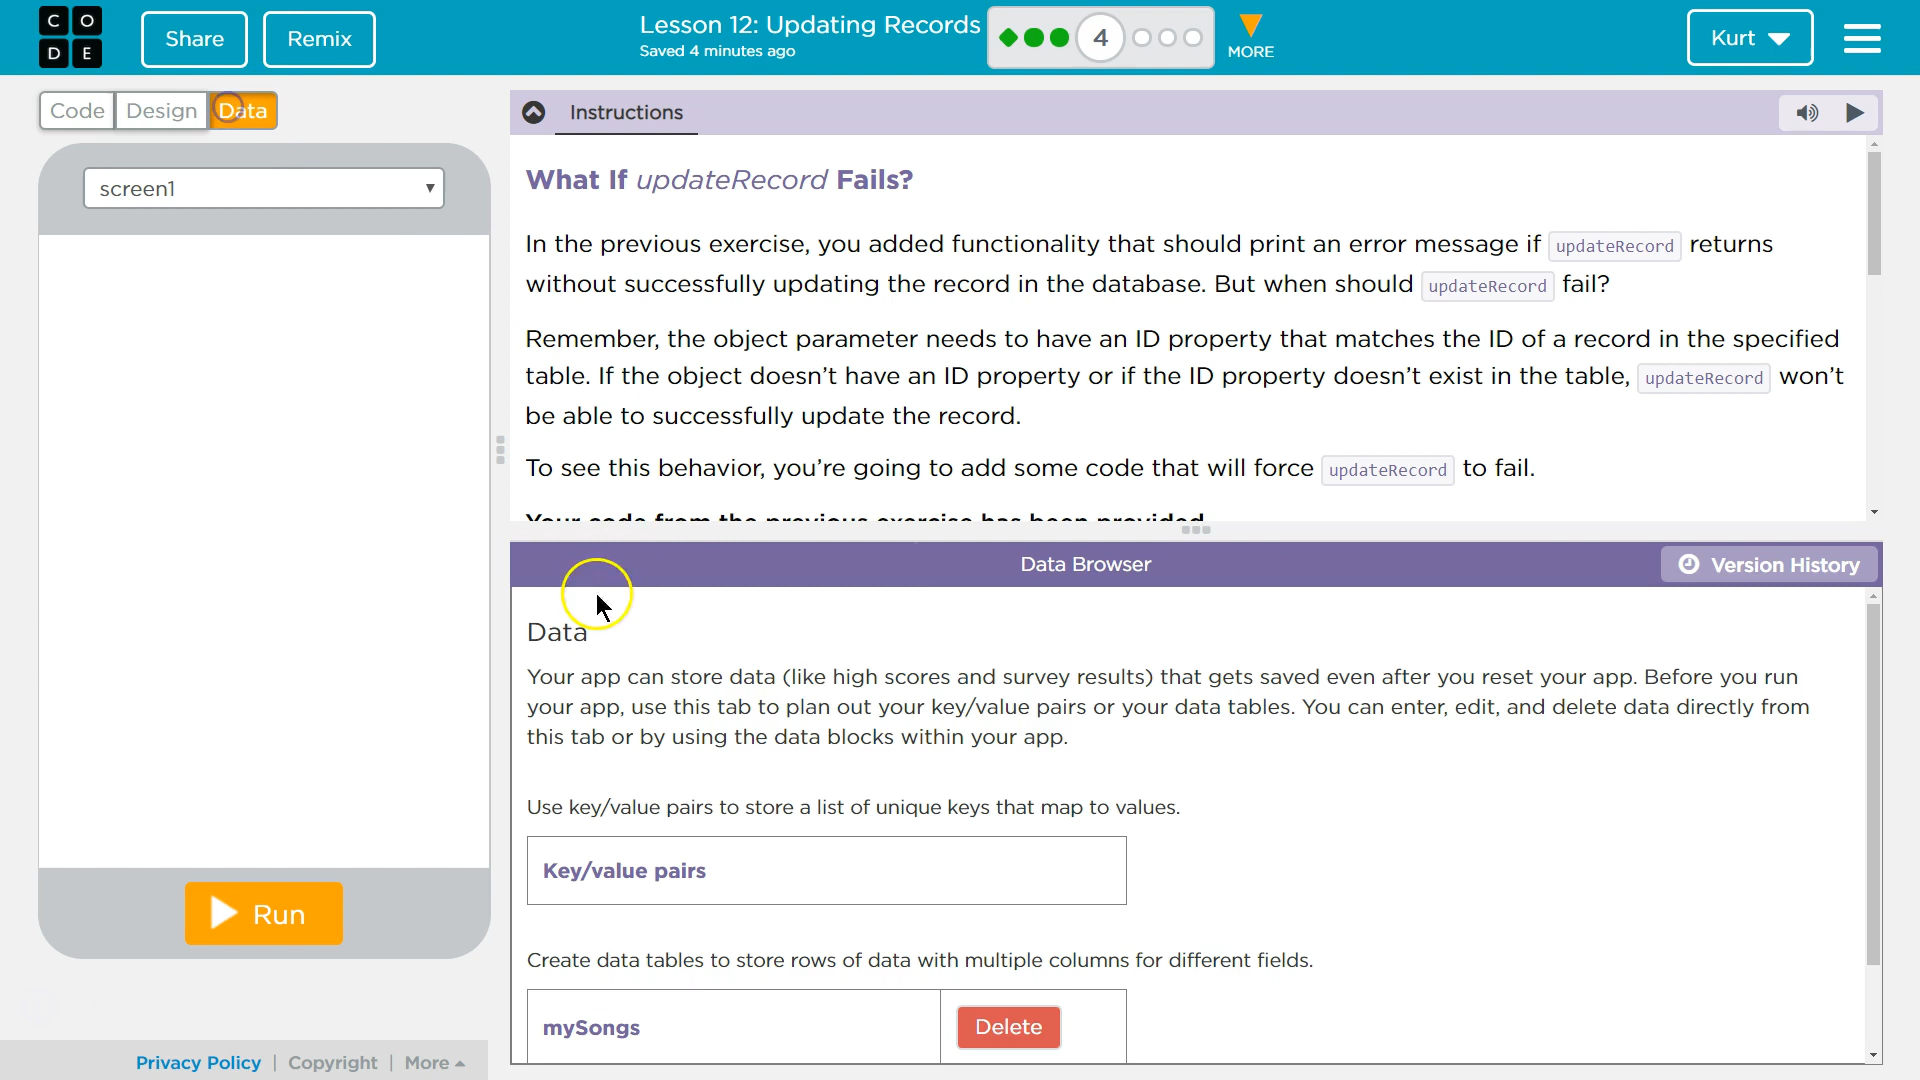 C O
D E
Share
Remix
Lesson 12: Updating Records
Saved 4 minutes ago
4
MORE
Kurt
Code
Design
Data
screen1
Run
Privacy Policy | Copyright | More
Instructions
What If updateRecord Fails?
In the previous exercise, you added functionality that should print an error message if updateRecord returns
without successfully updating the record in the database. But when should updateRecord fail?
Remember, the object parameter needs to have an ID property that matches the ID of a record in the specified
table. If the object doesn't have an ID property or if the ID property doesn't exist in the table, updateRecord won't
be able to successfully update the record.
To see this behavior, you're going to add some code that will force updateRecord to fail.
Your code from the previous exercise has been provided
Data Browser
Version History
Data
Your app can store data (like high scores and survey results) that gets saved even after you reset your app. Before you run
your app, use this tab to plan out your key/value pairs or your data tables. You can enter, edit, and delete data directly from
this tab or by using the data blocks within your app.
Use key/value pairs to store a list of unique keys that map to values.
Key/value pairs
Create data tables to store rows of data with multiple columns for different fields.
mySongs
Delete